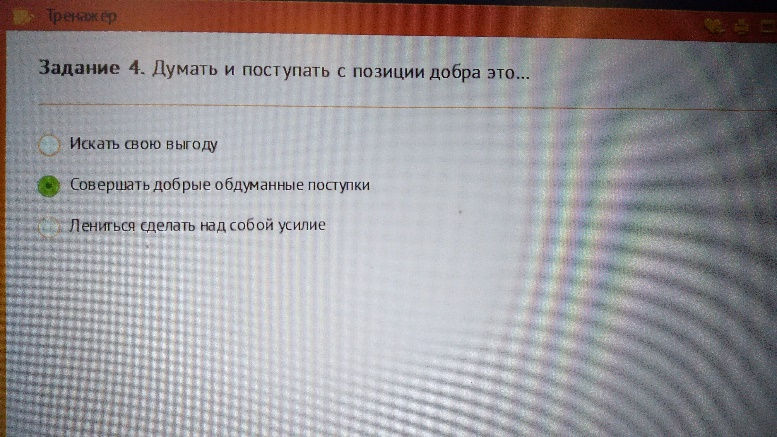 Тренажер
Задание 4. Думать и поступать с позиции добра это...
Искать свою выгоду
Совершать добрые обдуманные поступки
Лениться сделать над собой усилие